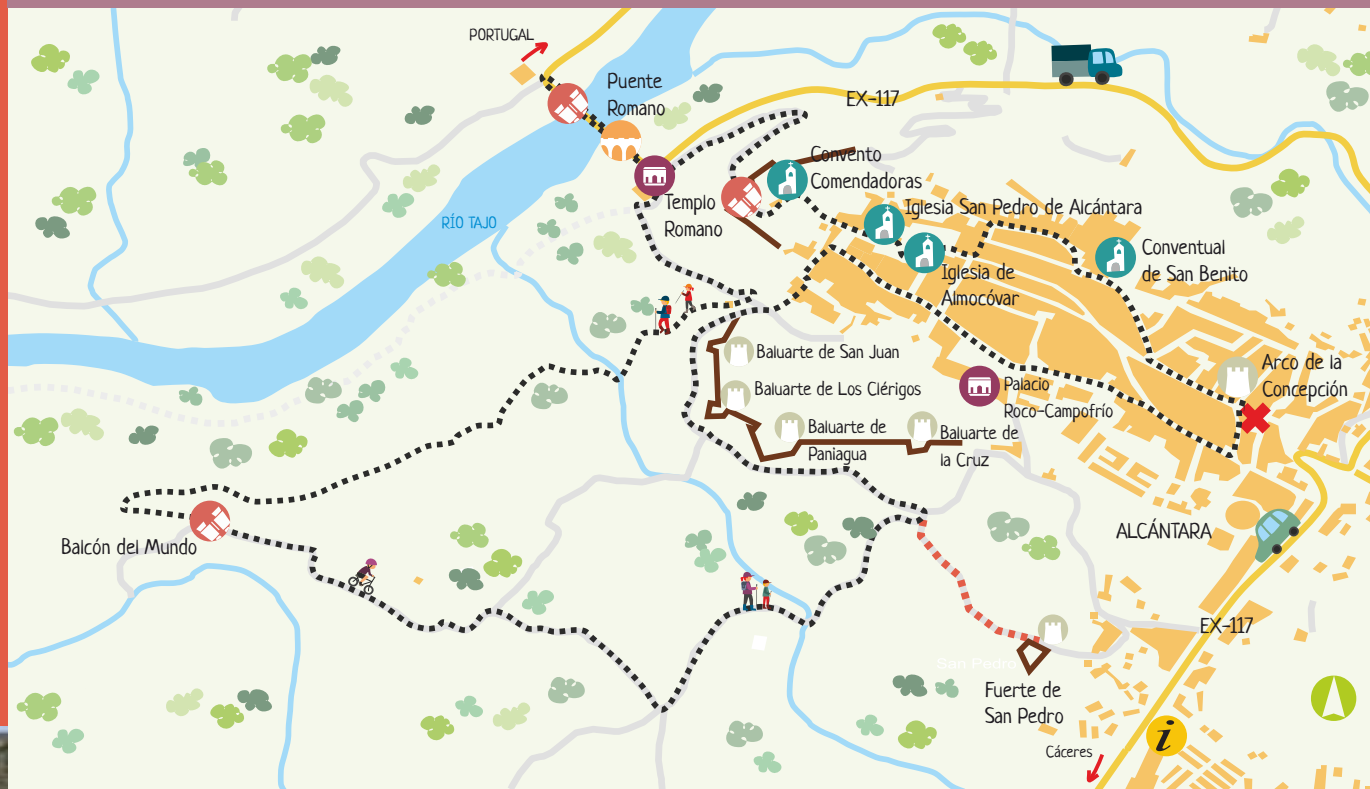 PORTUGAL
Puente
Romano
EX-117
Convento
Comendadoras
Templo
Romano
Iglesia San Pedro de Alcántara
RÍO TAJO
Iglesia de
Almocóvar
Conventual
de San Benito
Baluarte de San Juan
Arco de la
Concepción
Baluarte de Los Clérigos
Palacio
Roco-Campofrío
Baluarte de
Paniagua
Baluarte de
la Cruz
Balcón del Mundo
ALCÁNTARA
EX-117
San Pedro
Fuerte de
San Pedro
Cáceres
i